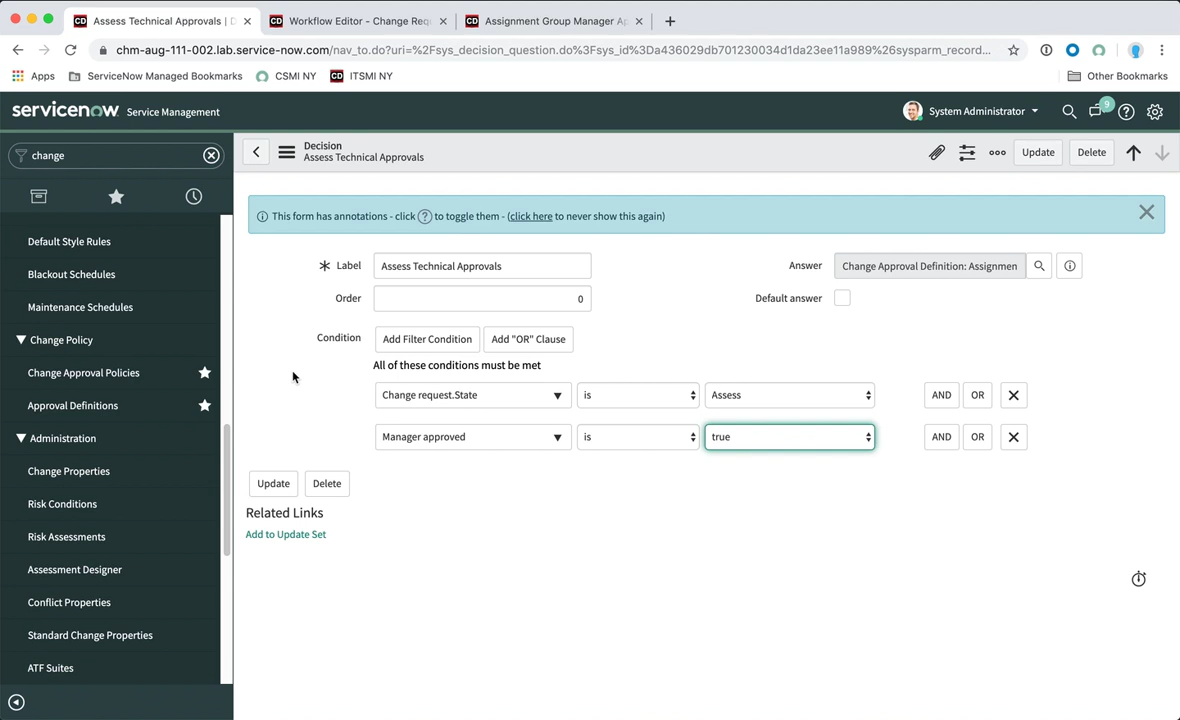 Assess Technical Approvals | D
Workflow Editor - Change Req
Assignment Group Manager Ap
chm-aug-111-002.lab.service-now.com/nav_to.do?uri=%2Fsys_decision_question.do%3Fsys_id%3Da436029db701230034d1da23ee11a989%26sysparm_record...
Apps
ServiceNow Managed Bookmarks
CSMI NY
CD
ITSMI NY
Other Bookmarks
servicenow
Service Management
System Administrator
9
change
Decision
Assess Technical Approvals
Update
Delete
This form has annotations - click ? to toggle them - (click here to never show this again)
Default Style Rules
Blackout Schedules
Maintenance Schedules
Change Policy
Change Approval Policies
Approval Definitions
Administration
Change Properties
Risk Conditions
Risk Assessments
Assessment Designer
Conflict Properties
Standard Change Properties
ATF Suites
Label
Assess Technical Approvals
Answer
Change Approval Definition: Assignmen
Order
0
Default answer
Condition
Add Filter Condition
Add "OR" Clause
All of these conditions must be met
Change request.State
is
Assess
AND
OR
Manager approved
is
true
AND
OR
Update
Delete
Related Links
Add to Update Set